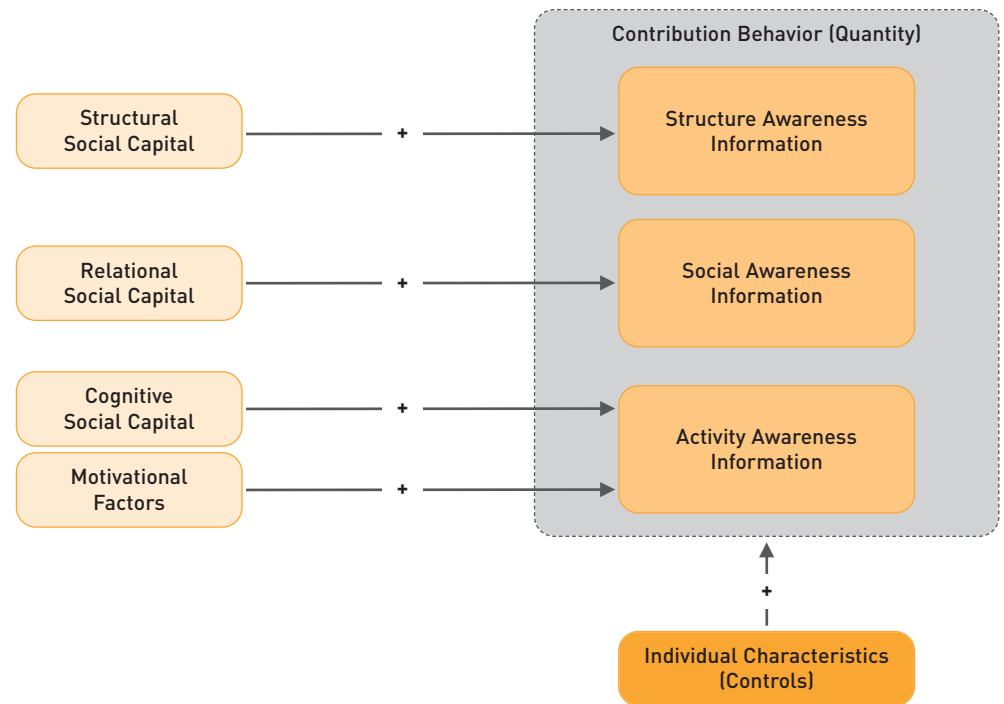 Contribution Behavior (Quantity)
Structural
Social Capital
+
Structure Awareness
Information
Relational
Social Capital
+
Social Awareness
Information
Cognitive
Social Capital
+
Motivational
Factors
+
Activity Awareness
Information
+
Individual Characteristics
(Controls)